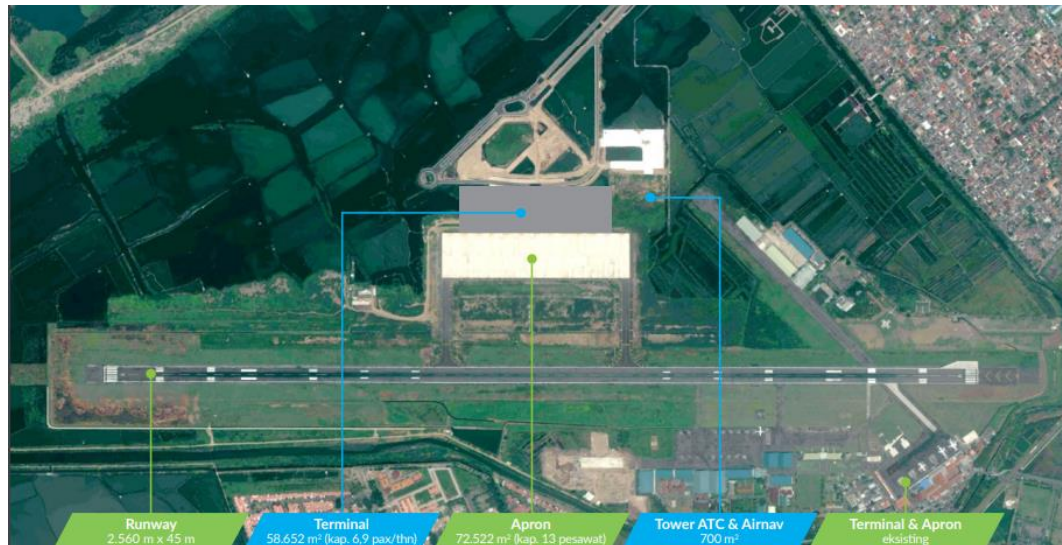 Runway
2.560 m x 45 m
Terminal
58.652 m² (kap. 6,9 pax/thn)
Apron
72.522 m² (kap. 13 pesawat)
Tower ATC & Airnav
700 m²
Terminal & Apron
eksisting